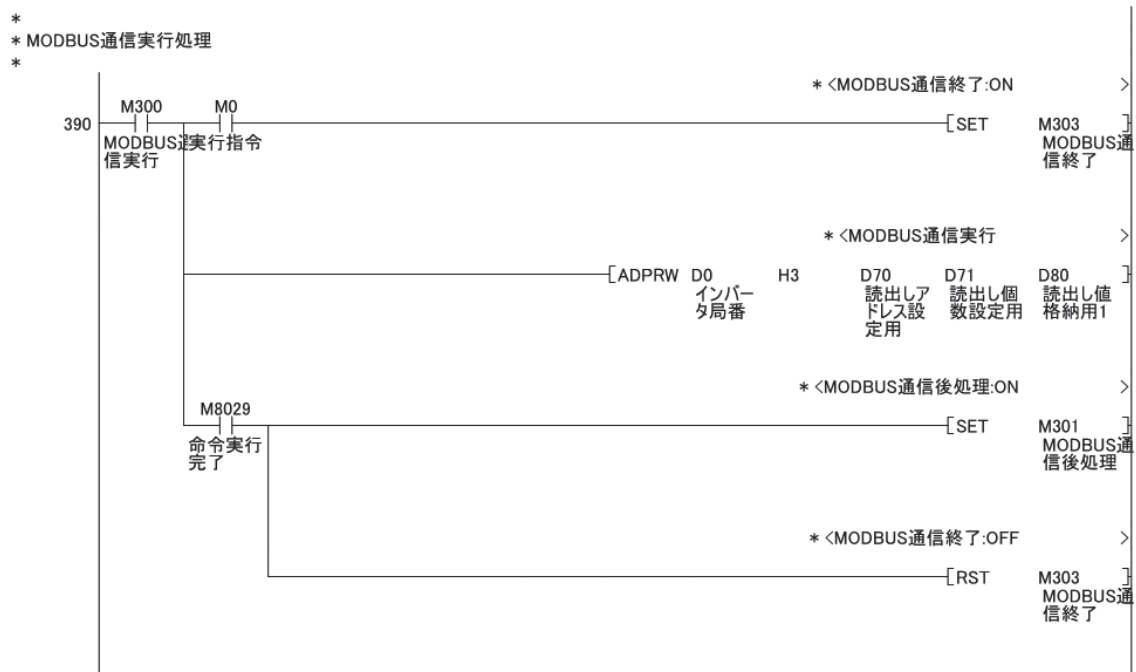 *
* MODBUS通信実行処理
*
* <MODBUS通信終了:ON >
M300 M0
390
[SET M303 ]
MODBUS通信実行
実行指令
MODBUS通信終了
* <MODBUS通信実行 >
[ADPRW D0 H3 D70 D71 D80 ]
インバー 読出しア 読出し個 読出し値
タ局番 ドレス設 数設定用 格納用1
定用
* <MODBUS通信後処理:ON >
M8029
[SET M301 ]
命令実行
完了
MODBUS通
信後処理
* <MODBUS通信終了:OFF >
[RST M303 ]
MODBUS通
信終了